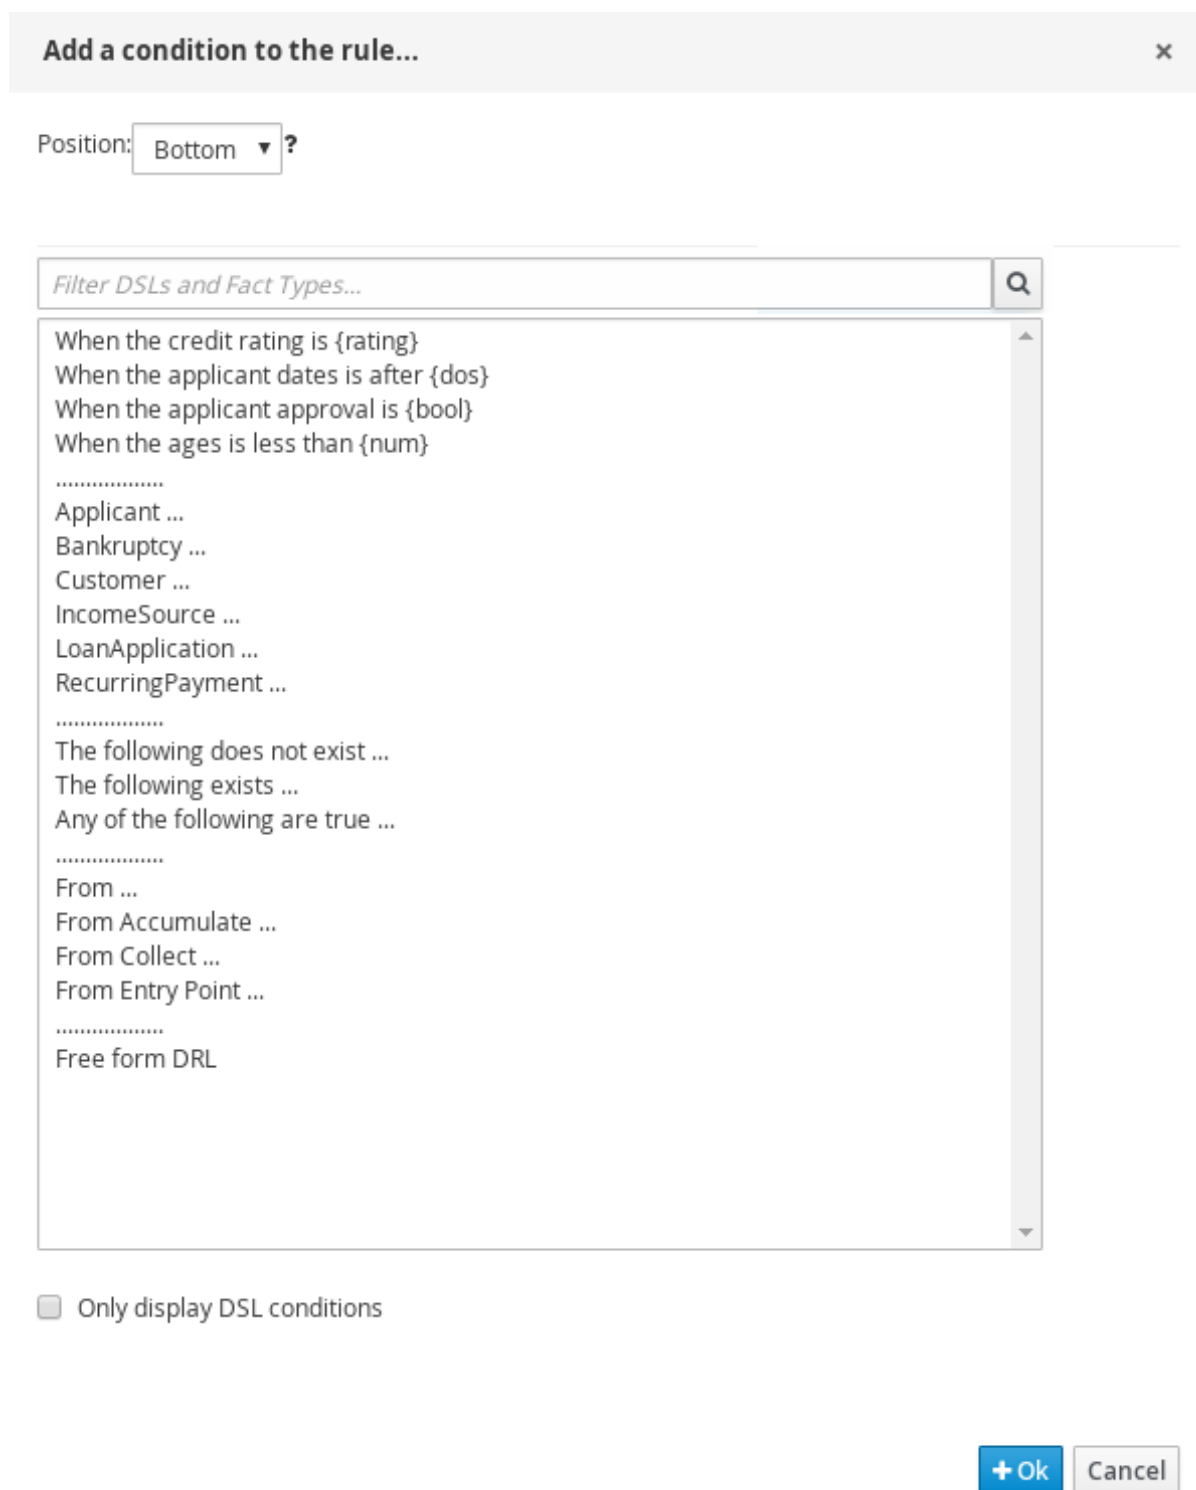 Add a condition to the rule...
×
Position: Bottom ▼ ?
Filter DSLs and Fact Types...
When the credit rating is {rating}
When the applicant dates is after {dos}
When the applicant approval is {bool}
When the ages is less than {num}
..................
Applicant ...
Bankruptcy ...
Customer ...
IncomeSource ...
LoanApplication ...
RecurringPayment ...
..................
The following does not exist ...
The following exists ...
Any of the following are true ...
..................
From ...
From Accumulate ...
From Collect ...
From Entry Point ...
..................
Free form DRL
Only display DSL conditions
+ Ok Cancel